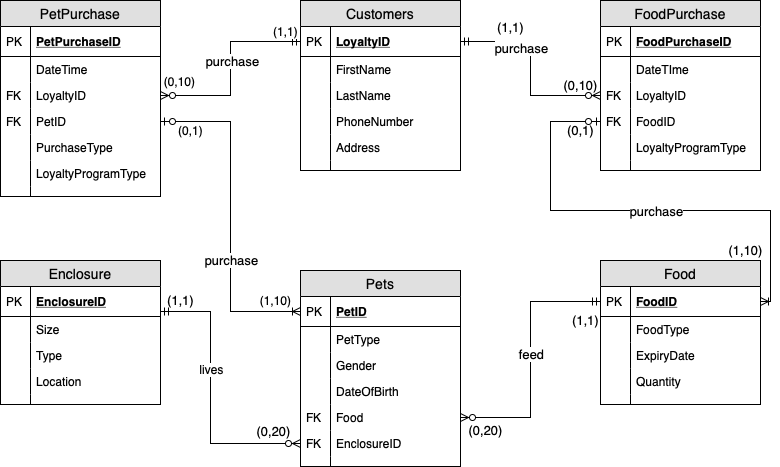 PetPurchase
PK PetPurchaseID
DateTime
FK LoyaltyID
FK PetID
PurchaseType
LoyaltyProgramType
(1,1)
purchase
(0,10)
(0,1)
Customers
PK LoyaltyID
FirstName
LastName
PhoneNumber
Address
(1,1)
purchase
(0,10)
(0,1)
FoodPurchase
PK FoodPurchaseID
DateTIme
FK LoyaltyID
FK FoodID
LoyaltyProgramType
purchase
purchase
(1,10)
(1,10)
Enclosure
PK EnclosureID
Size
Type
Location
(1,1)
lives
(0,20)
Pets
PK PetID
PetType
Gender
DateOfBirth
FK Food
FK EnclosureID
(1,1)
feed
(0,20)
Food
PK FoodID
FoodType
ExpiryDate
Quantity